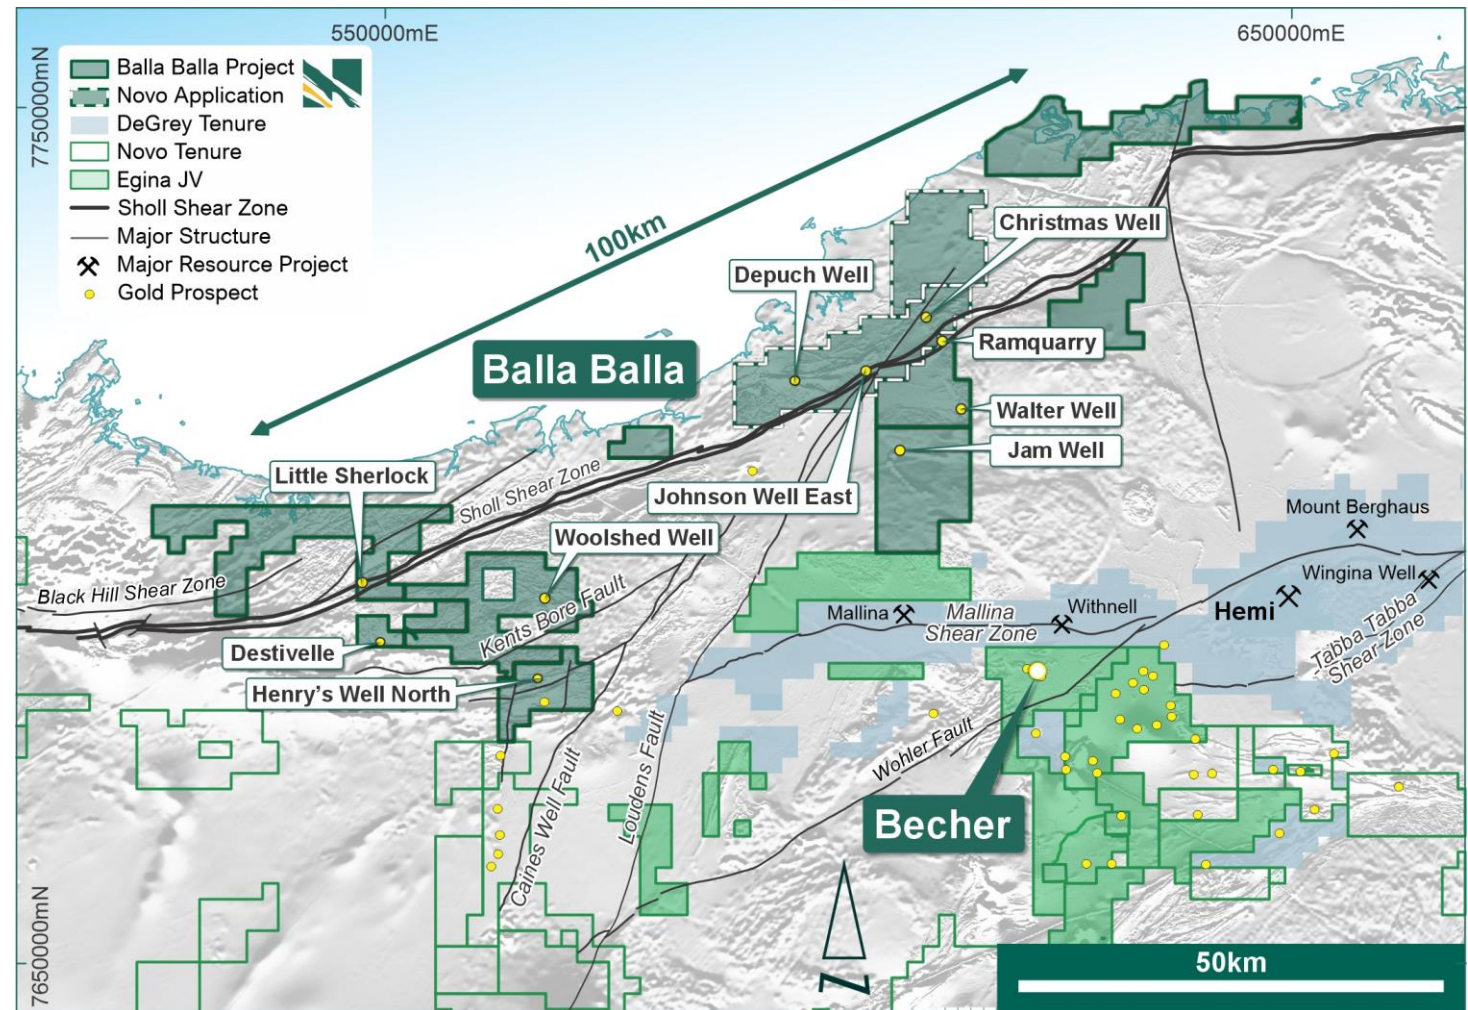 550000mE
650000mE
7750000mN
Balla Balla Project
Novo Application
DeGrey Tenure
Novo Tenure
Egina JV
Sholl Shear Zone
Major Structure
Major Resource Project
Gold Prospect
100km
Christmas Well
Depuch Well
Ramquarry
Balla Balla
Walter Well
Jam Well
Little Sherlock
Sholl Shear Zone
Johnson Well East
Woolshed Well
Mount Berghaus
Black Hill Shear Zone
Kents Bore Fault
Wingina Well
Hemi
Mallina
Mallina
Shear Zone
Withnell
Tabba Tabba
Shear Zone
Destivelle
Henry's Well North
Wohler Fault
Caines Well Fault
Loudens Fault
Becher
7650000mN
N
50km